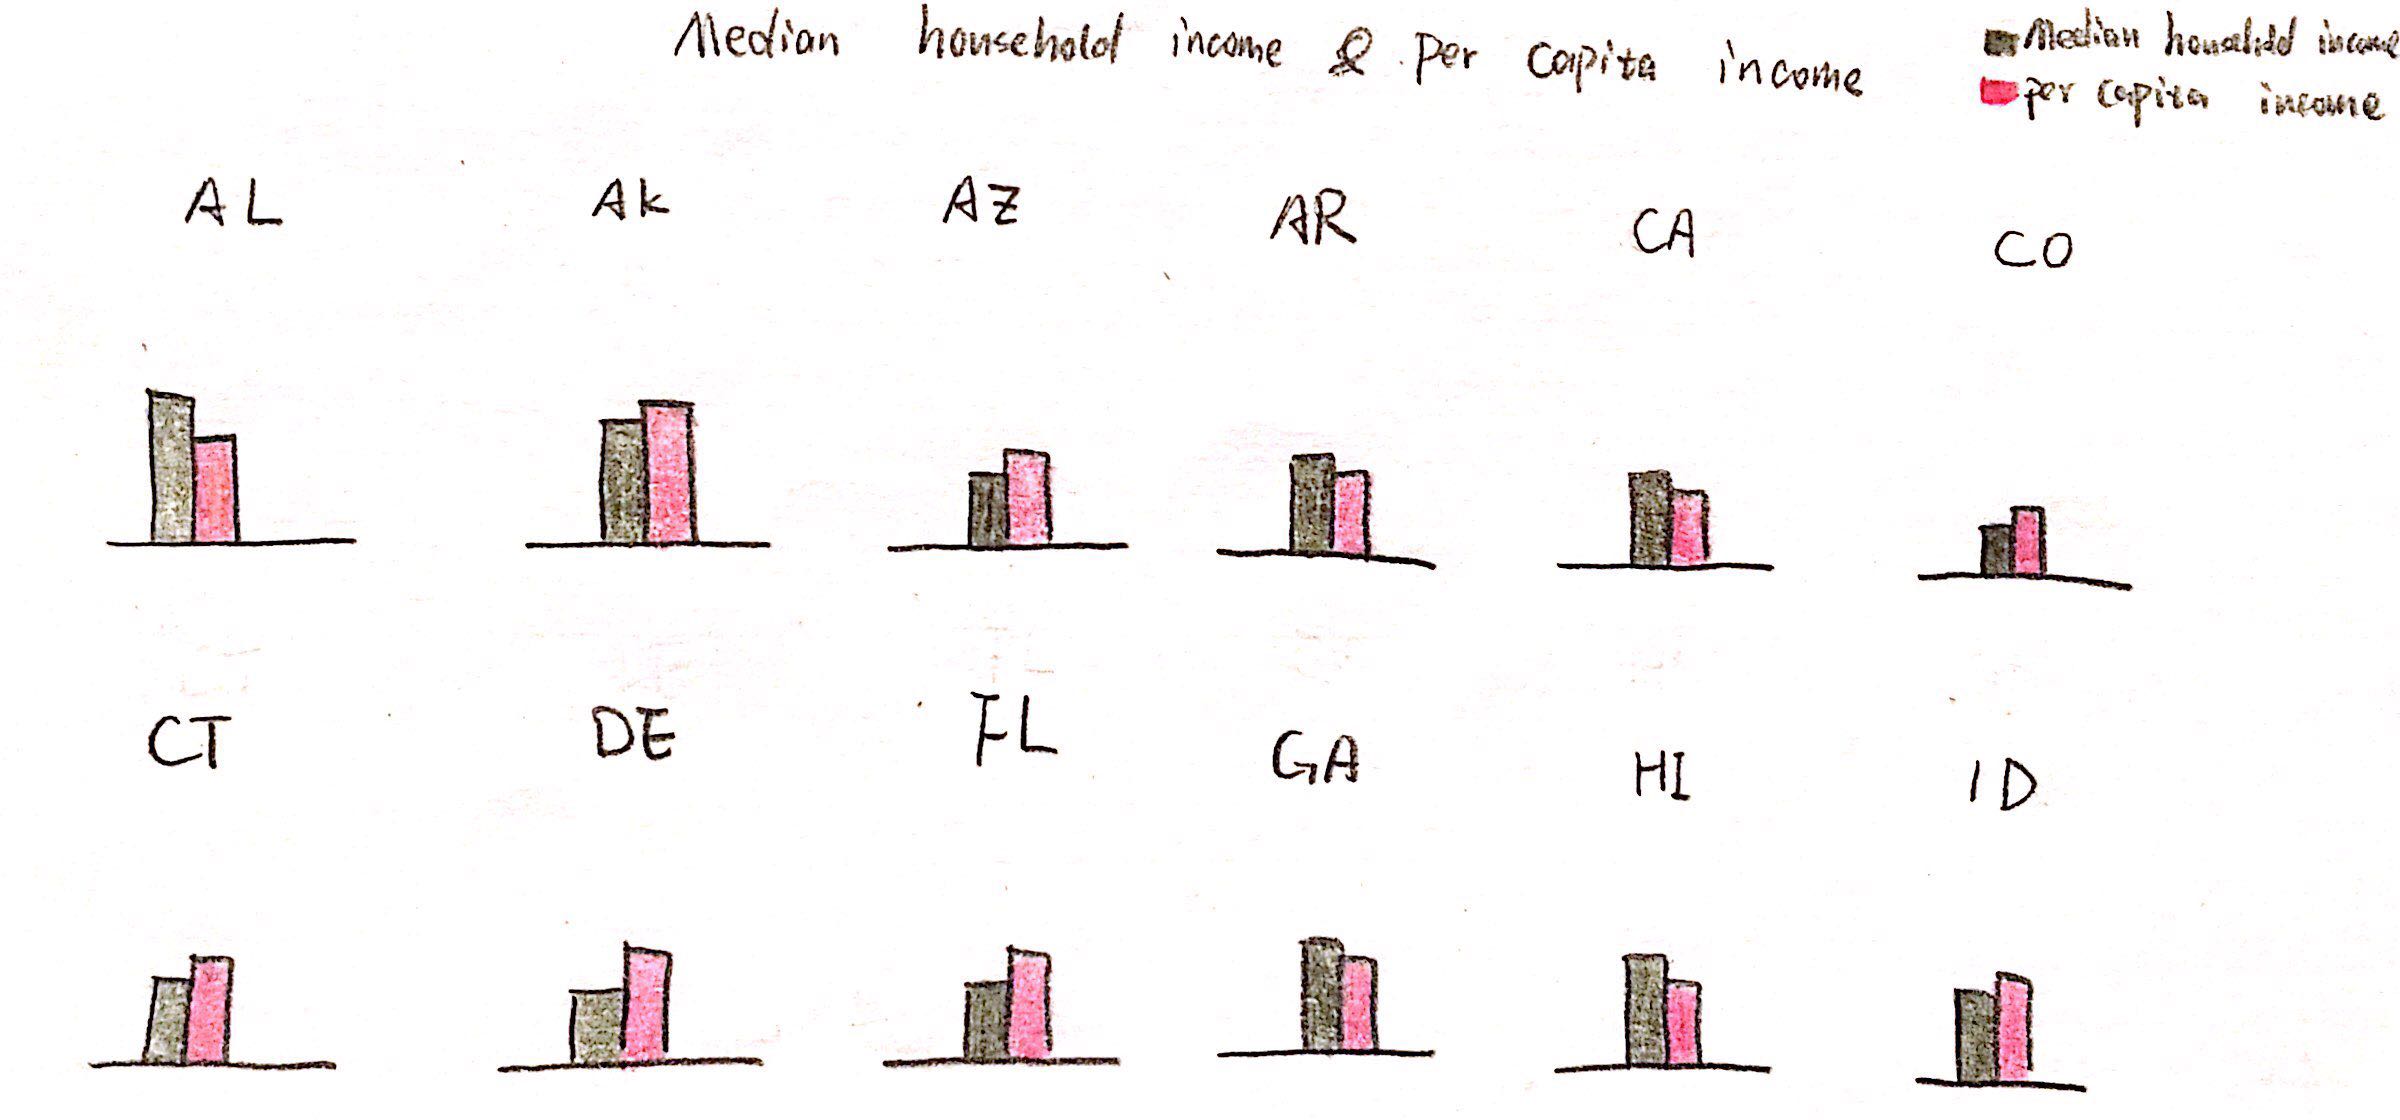 Median household income & per capita income
Median household income
per capita income
AL AK AZ AR CA CO
CT DE FL GA HI ID